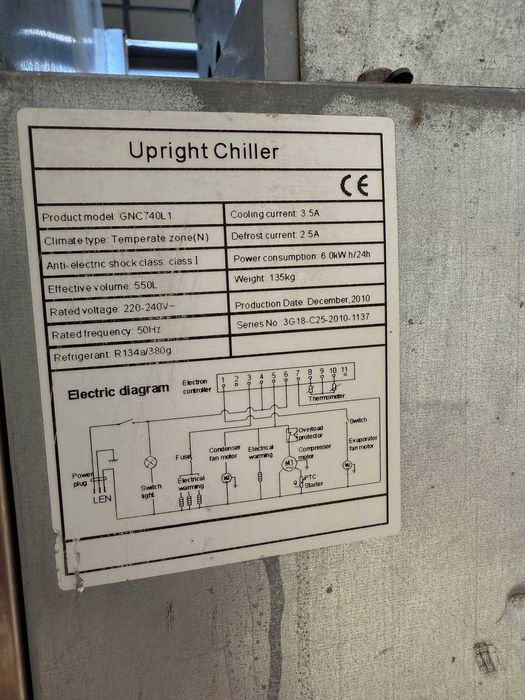 Upright Chiller
CE
Product model: GNC740L1
Cooling current: 3.5A
Climate type: Temperate zone(N)
Defrost current: 2.5A
Anti-electric shock class: class I
Power consumption: 6.0kW h/24h
Effective volume: 550L
Weight: 135kg
Rated voltage: 220-240V~
Production Date: December, 2010
Rated frequency: 50Hz
Series No. 3G18-C25-2010-1137
Refrigerant: R134a/380g
Electric diagram
Electron controller
1 2 3 4 5 6 7 8 9 10 11
Thermometer
Power plug
LEN
Switch light
Fuse
Electrical warming
Condenser fan motor
Electrical warming
Overload protector
Compressor motor
M3
PTC Starter
Switch
Evaporator fan motor